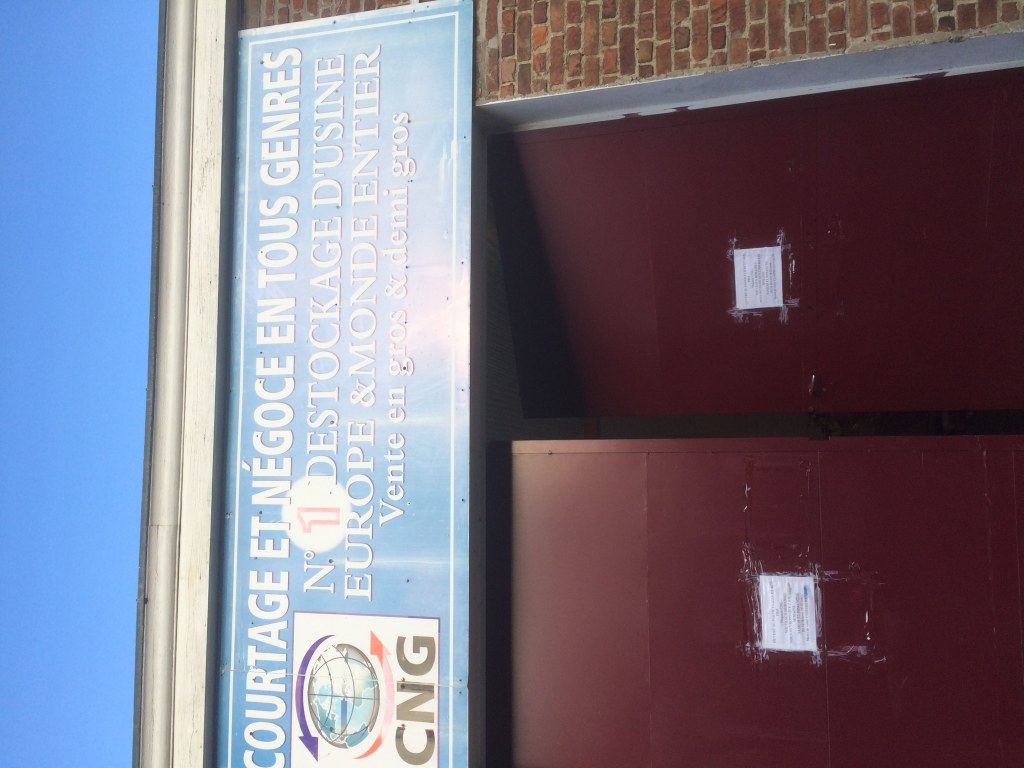 COURTAGE ET NÉGOCE EN TOUS GENRES
N° 1 DESTOCKAGE D'USINE
EUROPE &MONDE ENTIER
Vente en gros & demi gros
CNG